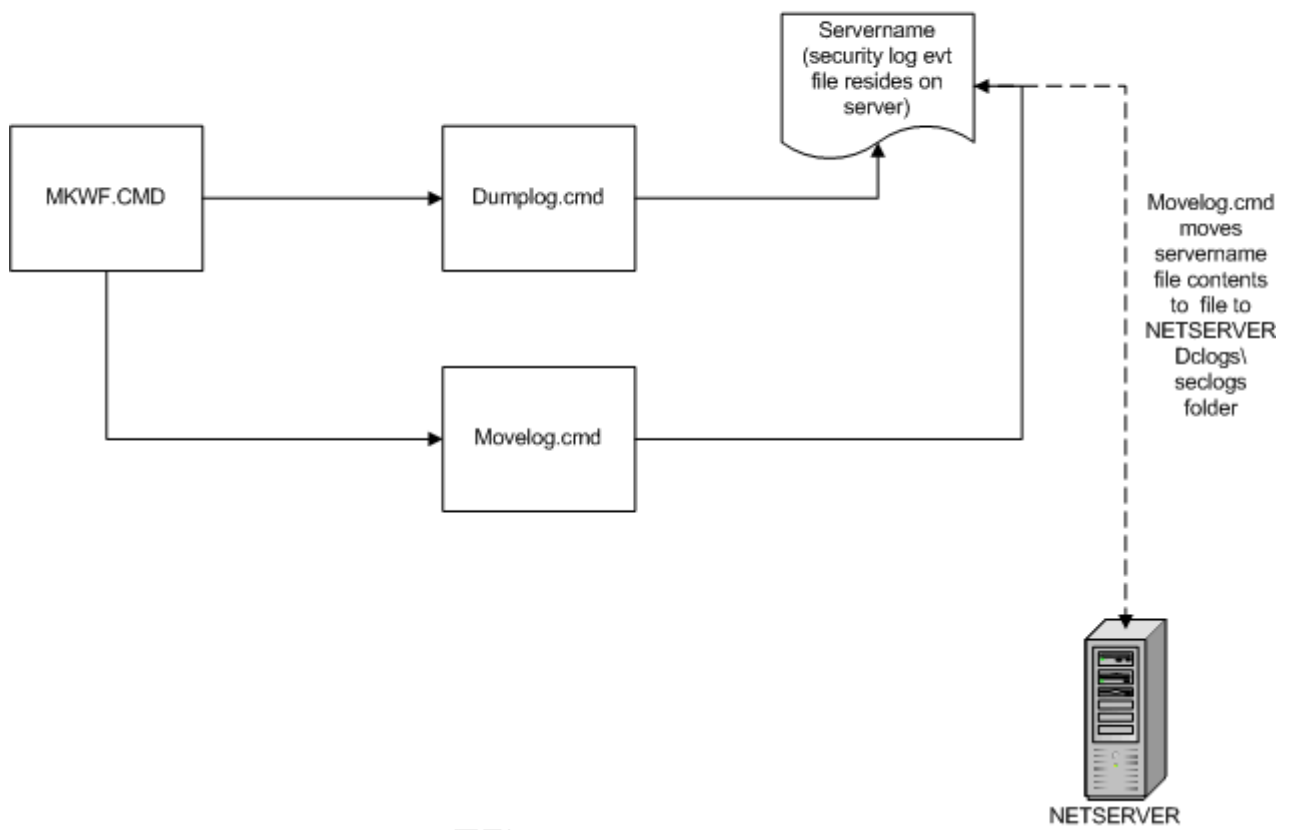 Servername
(security log evt
file resides on
server)
MKWF.CMD
Dumplog.cmd
Movelog.cmd
Movelog.cmd
moves
servername
file contents
to file to
NETSERVER
Dclogs\
seclogs
folder
NETSERVER